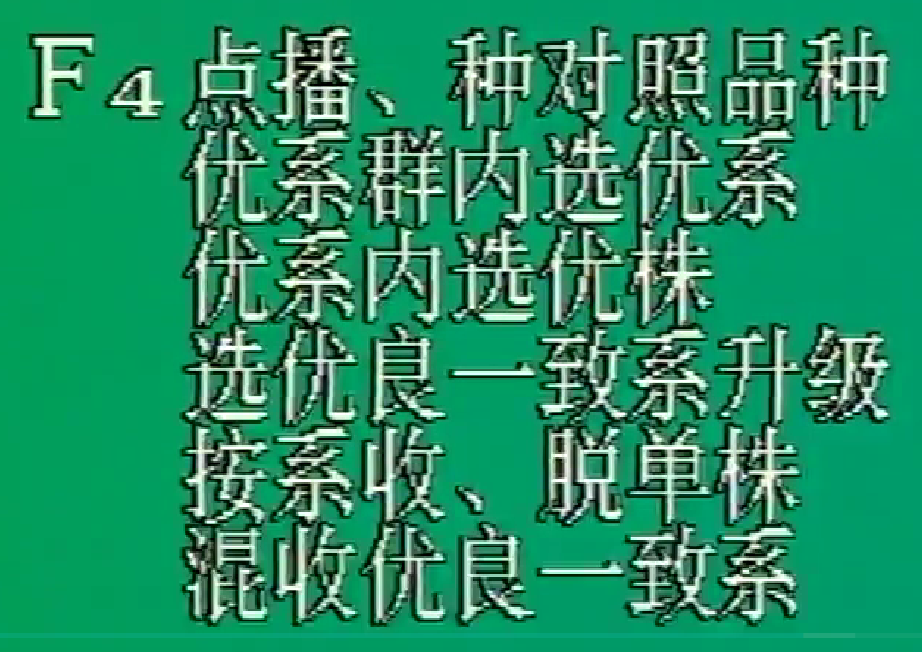 F₄点播、种对照品种
优系群内选优系
优系内选优株
选优良一致系升级
按系收、脱单株
混收优良一致系